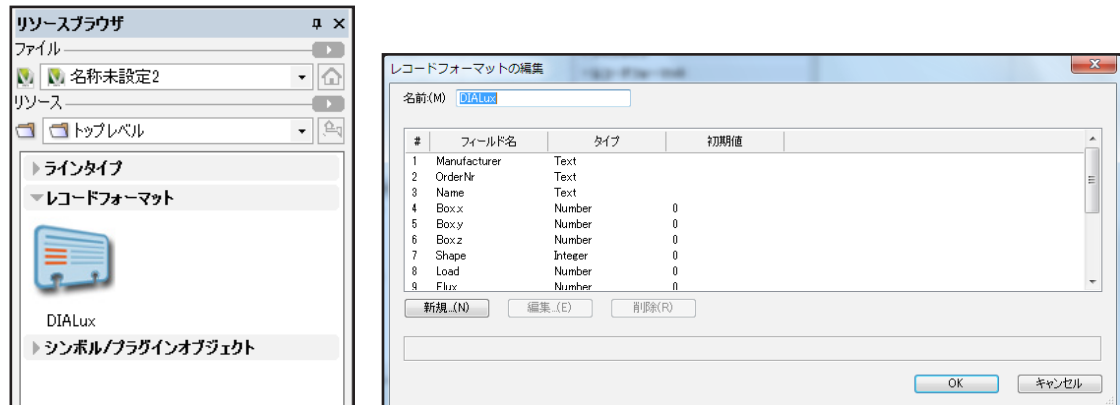 リソースブラウザ
ファイル
名称未設定2
リソース
トップレベル
ラインタイプ
レコードフォーマット
DIALux
シンボル/プラグインオブジェクト
レコードフォーマットの編集
名前:(M) DIALux
# フィールド名 タイプ 初期値
1 Manufacturer Text
2 OrderNr Text
3 Name Text
4 Box.x Number 0
5 Box.y Number 0
6 Box.z Number 0
7 Shape Integer 0
8 Load Number 0
9 Flux Number 0
新規...(N) 編集...(E) 削除(R)
OK キャンセル